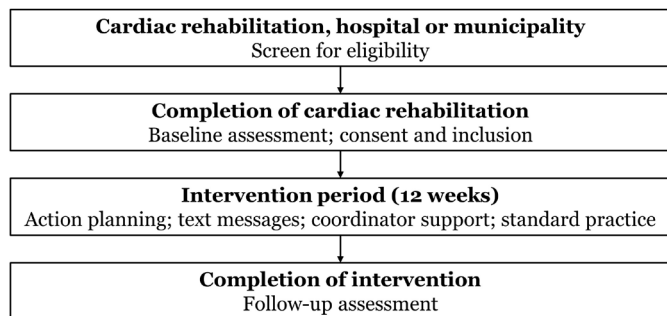 Cardiac rehabilitation, hospital or municipality
Screen for eligibility
Completion of cardiac rehabilitation
Baseline assessment; consent and inclusion
Intervention period (12 weeks)
Action planning; text messages; coordinator support; standard practice
Completion of intervention
Follow-up assessment